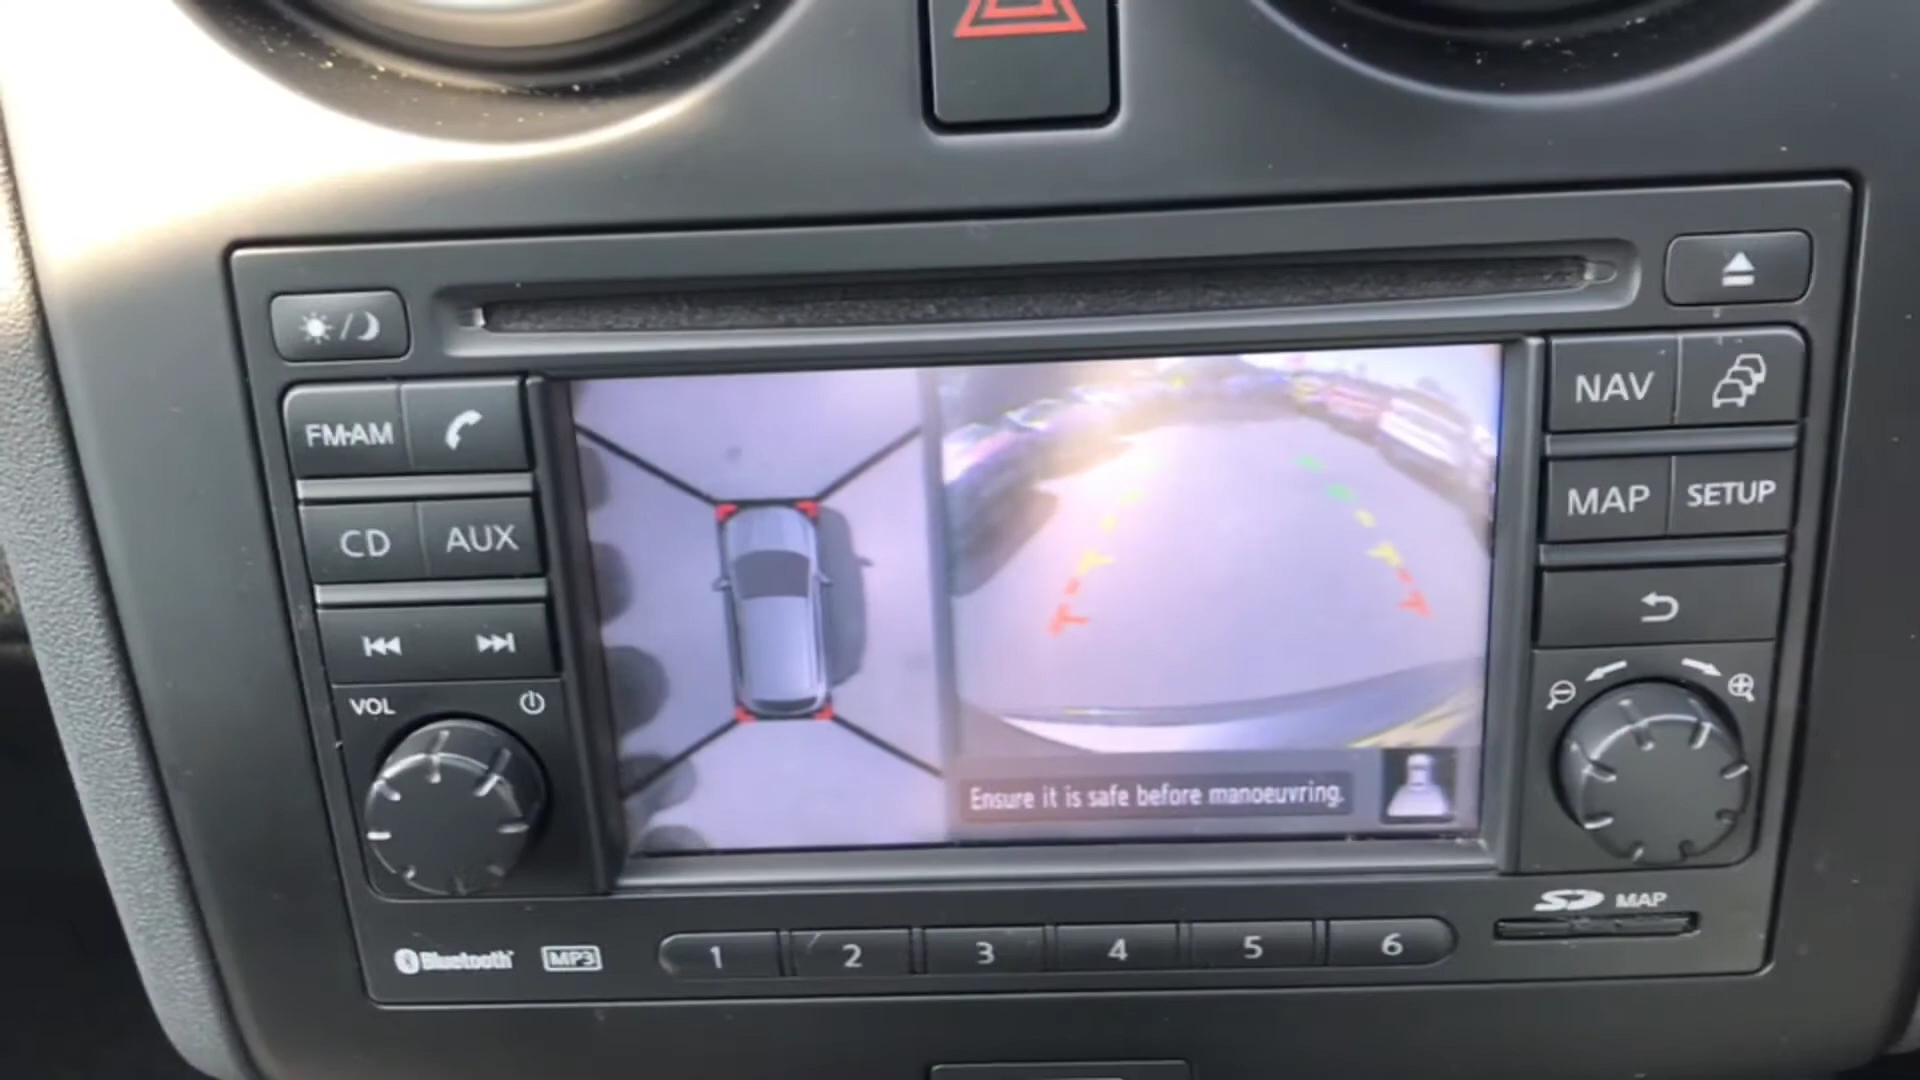 FM·AM
CD
AUX
VOL
NAV
MAP
SETUP
Ensure it is safe before manoeuvring.
SD MAP
Bluetooth
MP3
1
2
3
4
5
6